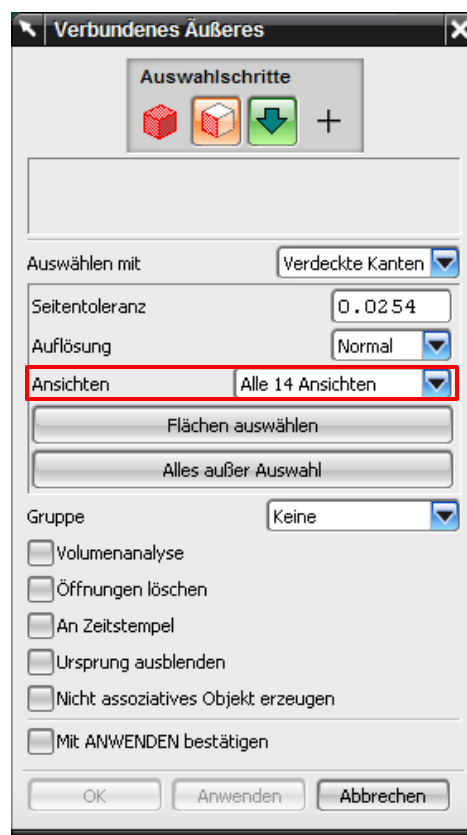 Verbundenes Äußeres
Auswahlschritte
Auswählen mit Verdeckte Kanten
Seitentoleranz 0.0254
Auflösung Normal
Ansichten Alle 14 Ansichten
Flächen auswählen
Alles außer Auswahl
Gruppe Keine
Volumenanalyse
Öffnungen löschen
An Zeitstempel
Ursprung ausblenden
Nicht assoziatives Objekt erzeugen
Mit ANWENDEN bestätigen
OK Anwenden Abbrechen